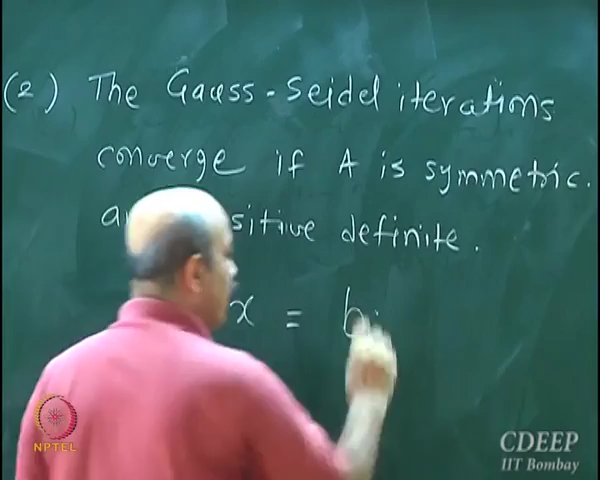 (2) The Gauss-Seidel iterations
converge if A is symmetric.
sitive definite.
x = b
NPTEL
CDEEP
IIT Bombay